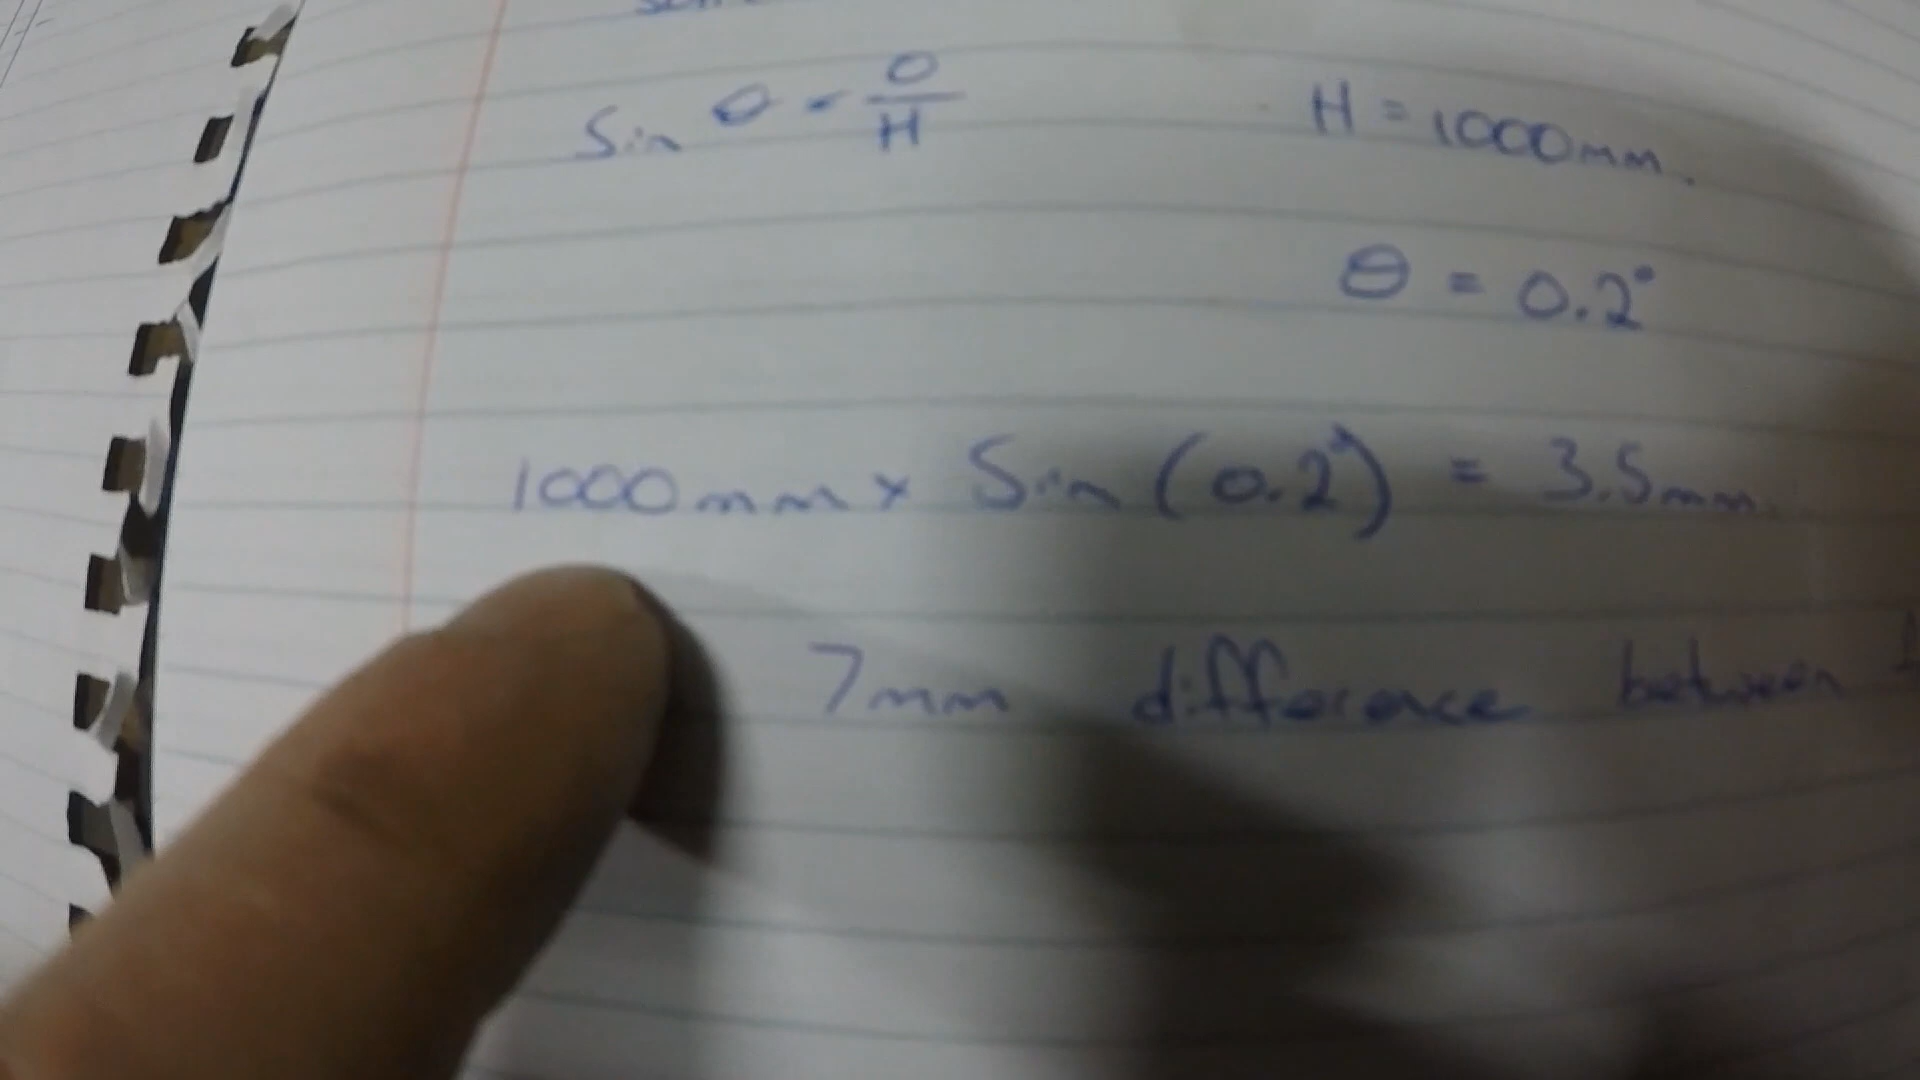 Sin θ = O/H
H = 1000mm.
θ = 0.2°
1000mm x Sin (0.2°) = 3.5mm.
7mm difference between